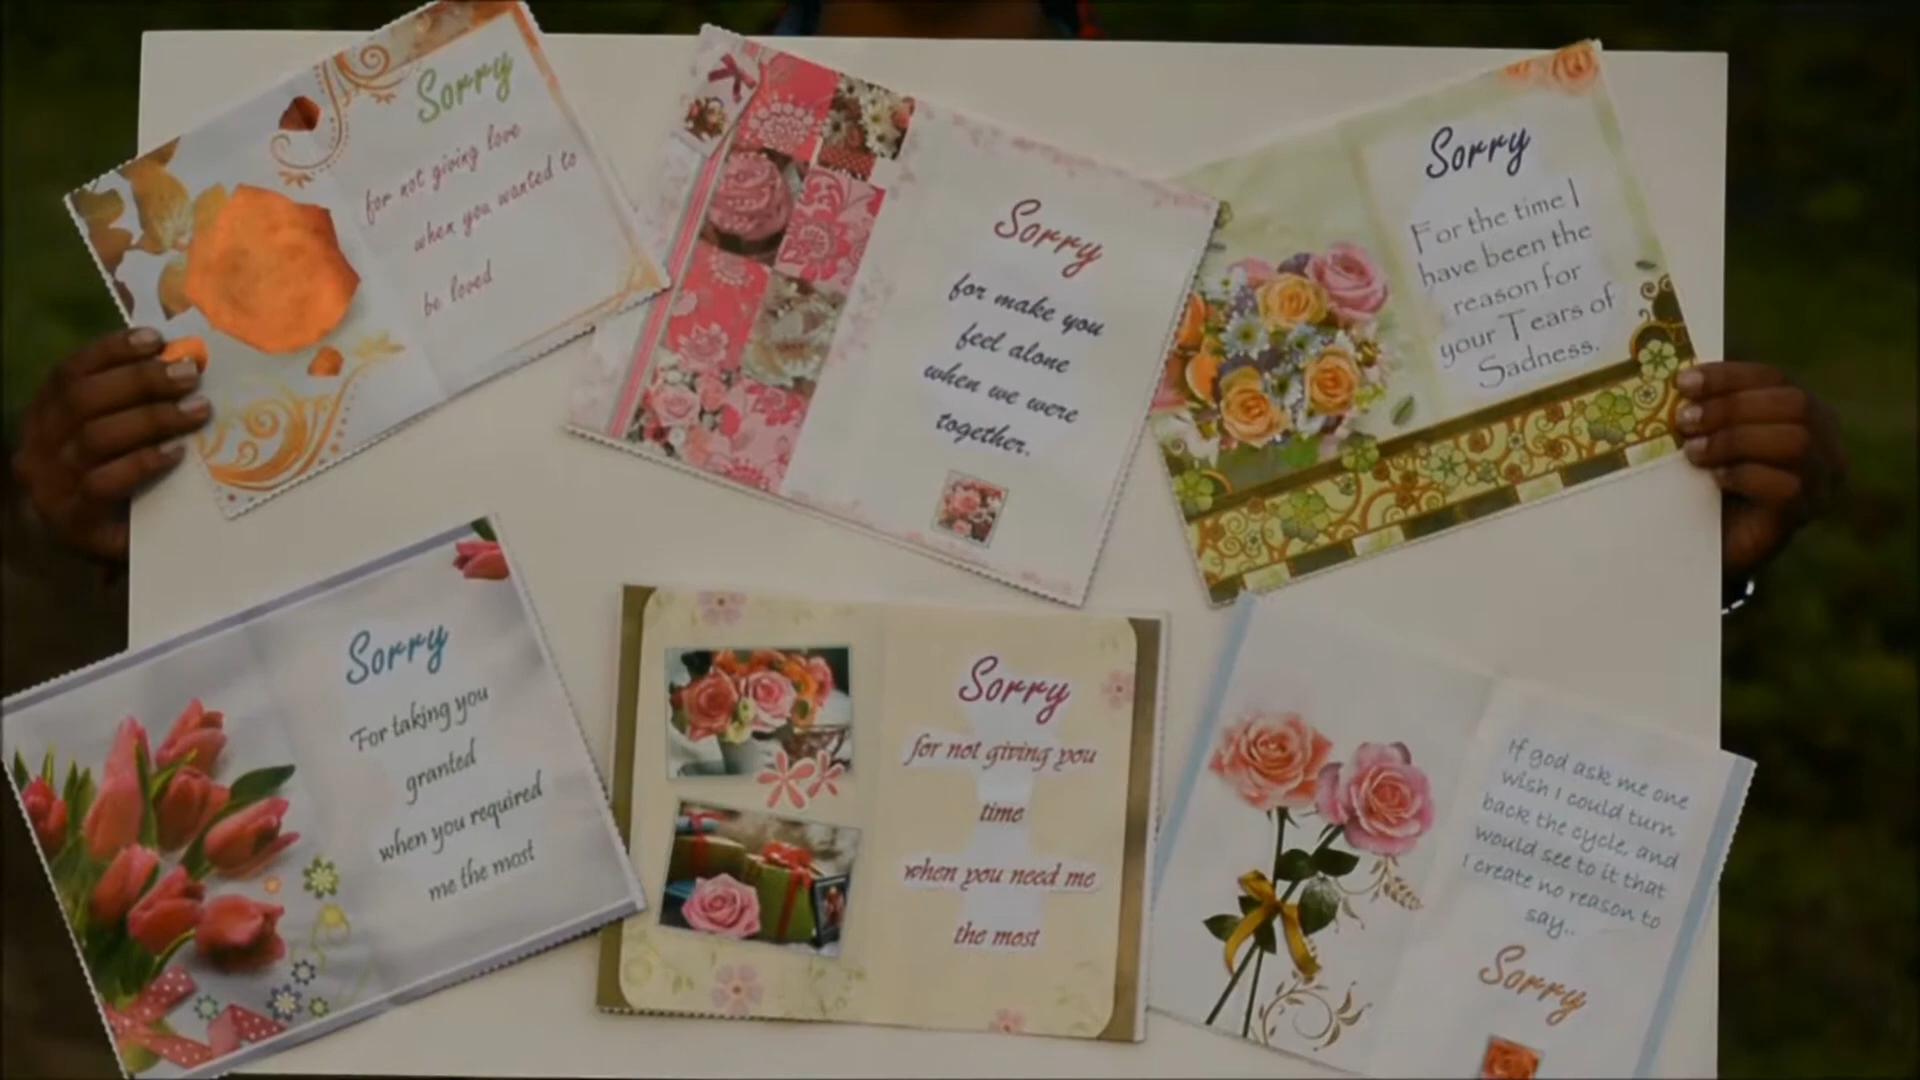 Sorry
for not giving love
when you wanted to
be loved
Sorry
for make you
feel alone
when we were
together.
Sorry
For the time I
have been the
reason for
your Tears of
Sadness.
Sorry
For taking you
granted
when you required
me the most
Sorry
for not giving you
time
when you need me
the most
If god ask me one
wish I could turn
back the cycle, and
would see to it that
I create no reason to
say..
Sorry